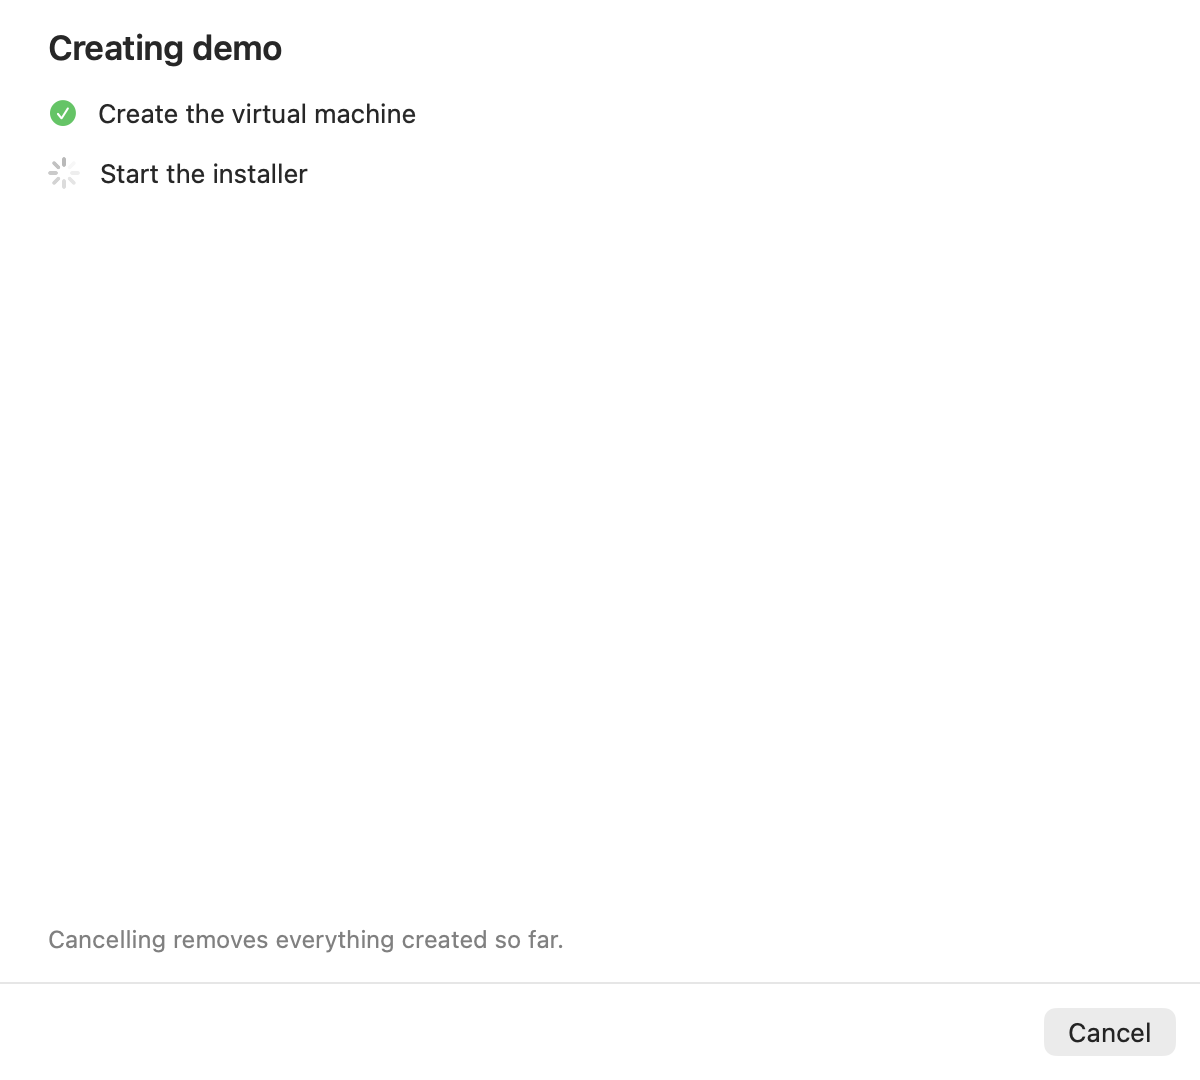 Creating demo
Create the virtual machine
Start the installer
Cancelling removes everything created so far.
Cancel